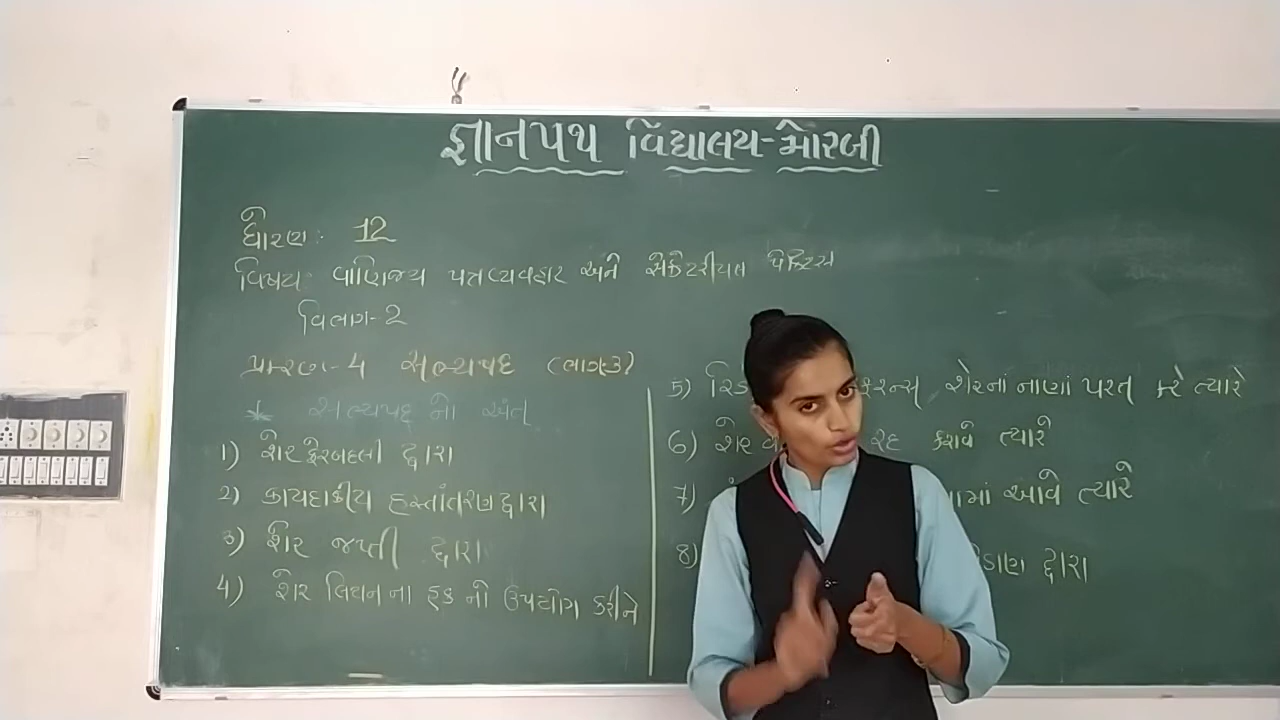 જ્ઞાનપથ વિદ્યાલય-મોરબી
ધોરણ: 12
વિષય: વાણિજ્ય પત્રવ્યવહાર અને સેક્રેટરીયલ પ્રેક્ટિસ
વિભાગ-2
પ્રકરણ-4 સભ્યપદ (ભાગ-3)
* સભ્યપદ નો અંત
1) શેર ફેરબદલી દ્વારા
2) કાયદાકીય હસ્તાંતરણ દ્વારા
3) શેર જપ્તી દ્વારા
4) શેર લિયનના હક નો ઉપયોગ કરીને
5) શેરનાં નાણાં પરત કરે ત્યારે
6) શેર રદ કરાવે ત્યારે
7) આવે ત્યારે
8) દ્વારા